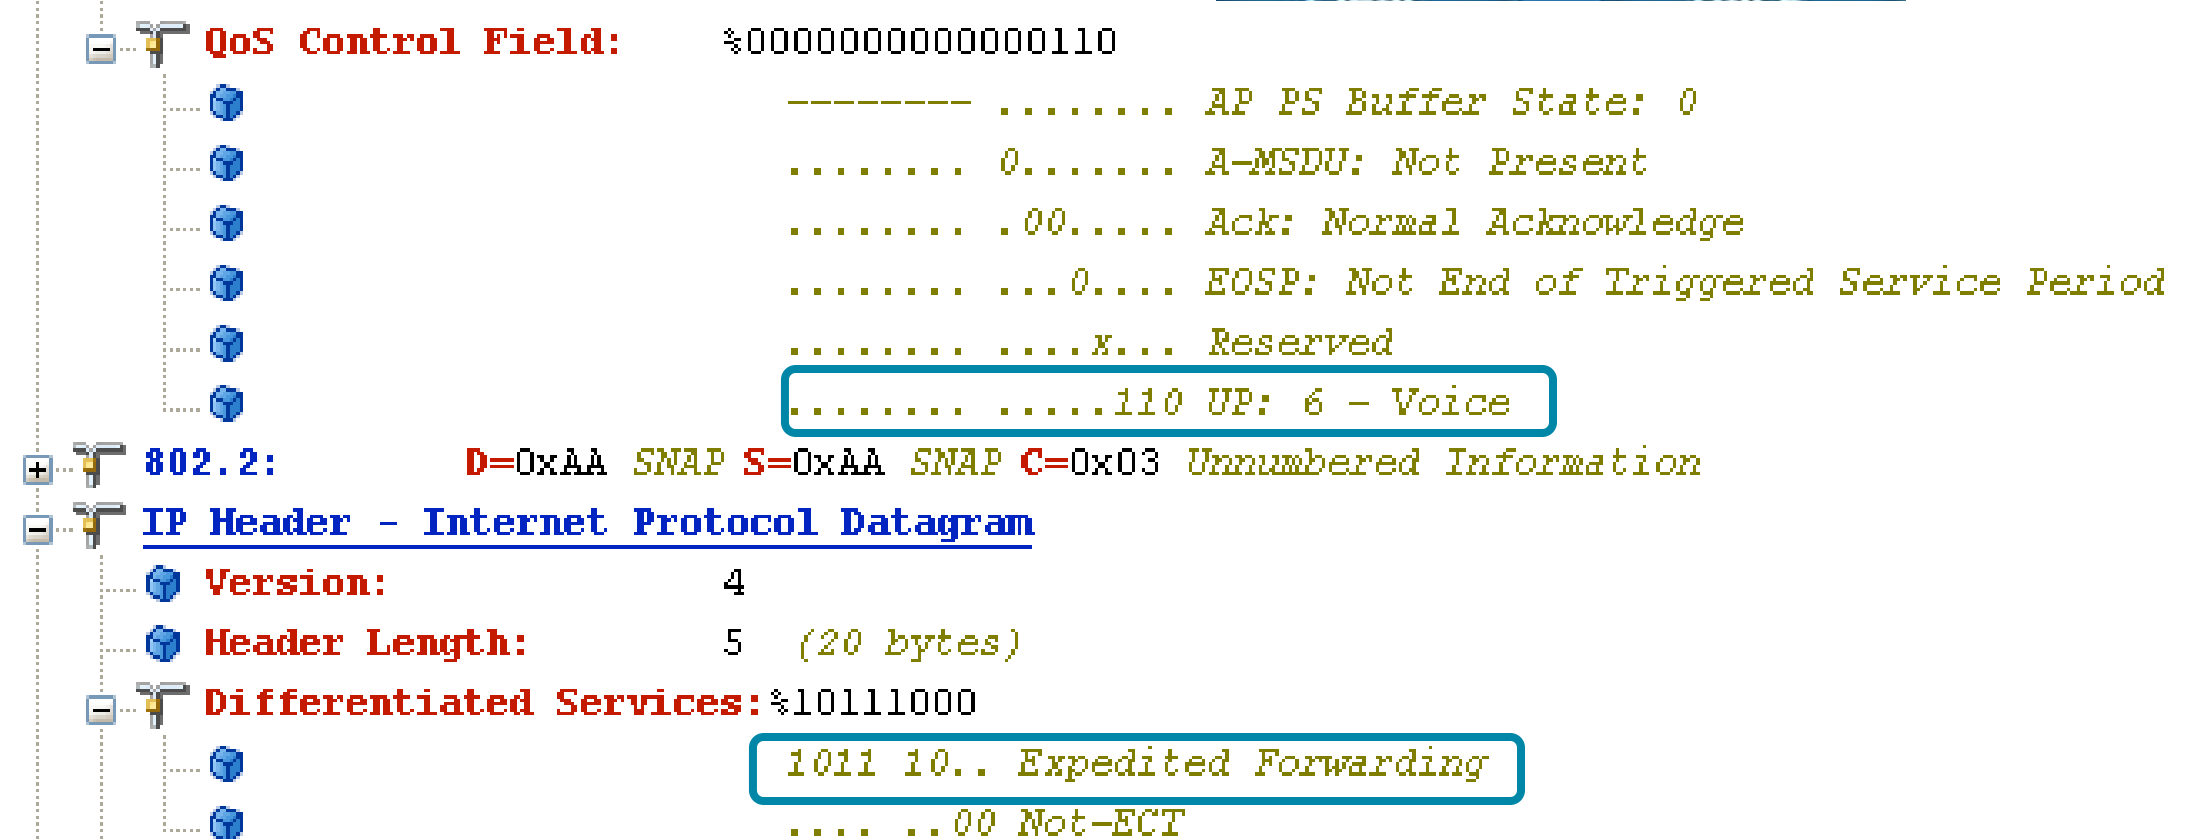 QoS Control Field: %0000000000000110
-------- ........ AP PS Buffer State: 0
........ 0....... A-MSDU: Not Present
........ .00..... Ack: Normal Acknowledge
........ ...0.... EOSP: Not End of Triggered Service Period
........ ....x... Reserved
........ .....110 UP: 6 - Voice
802.2: D=0xAA SNAP S=0xAA SNAP C=0x03 Unnumbered Information
IP Header - Internet Protocol Datagram
Version: 4
Header Length: 5 (20 bytes)
Differentiated Services:%10111000
1011 10.. Expedited Forwarding
.... ..00 Not-ECT